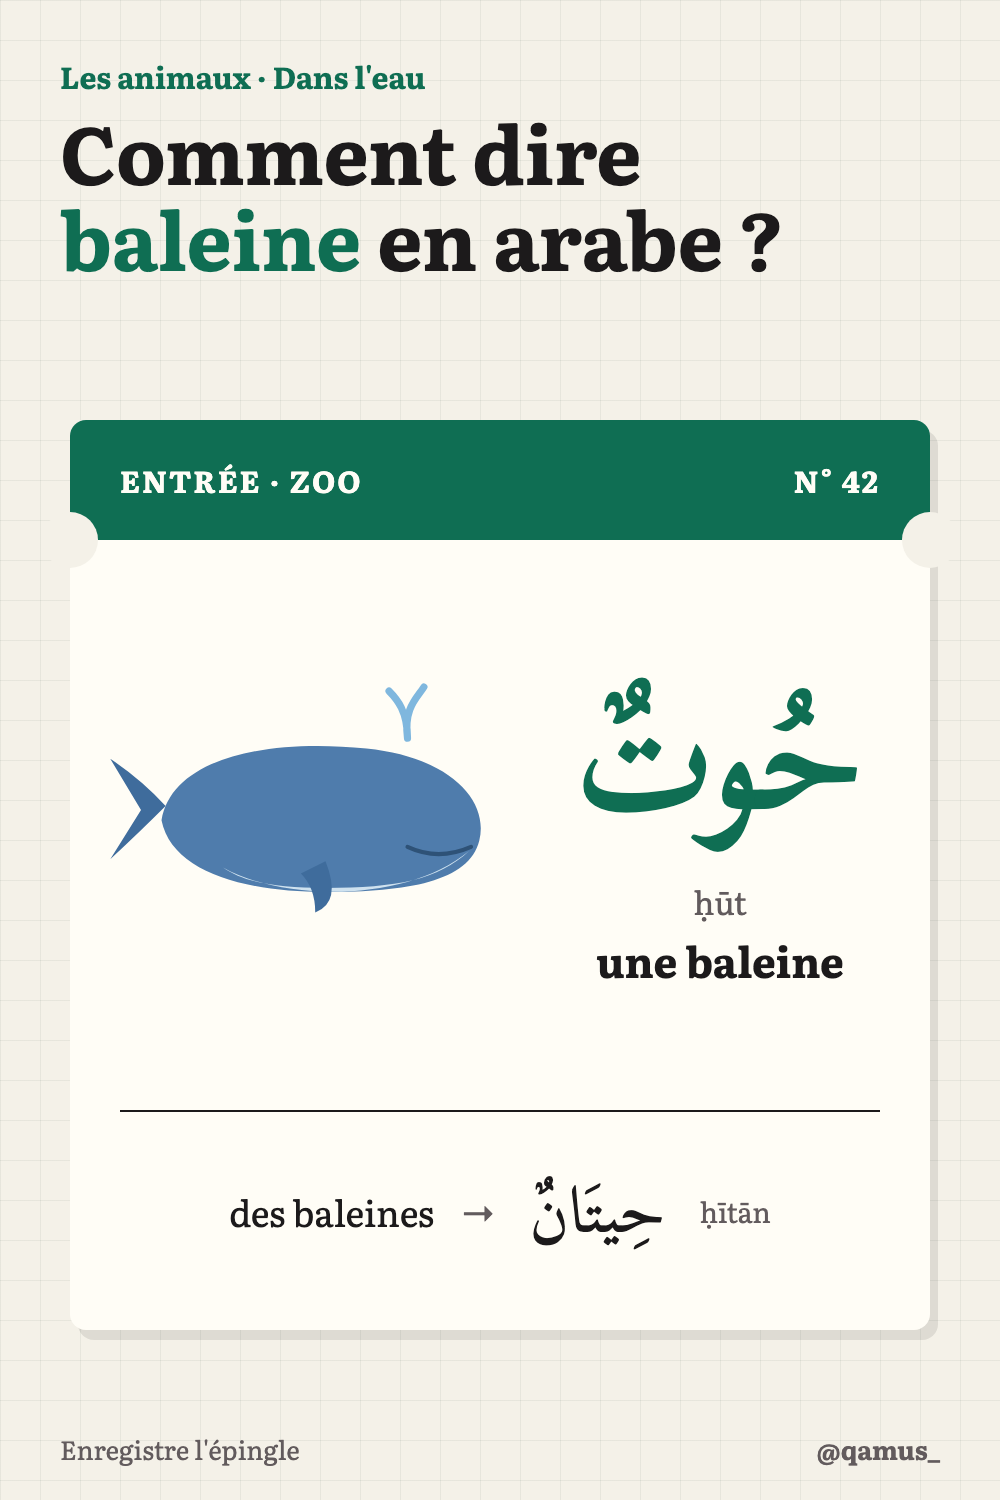 Les animaux · Dans l'eau
Comment dire
baleine en arabe ?
ENTRÉE · ZOO
N° 42
حُوتٌ
ḥūt
une baleine
des baleines → حِيتَانٌ ḥītān
Enregistre l'épingle
@qamus_